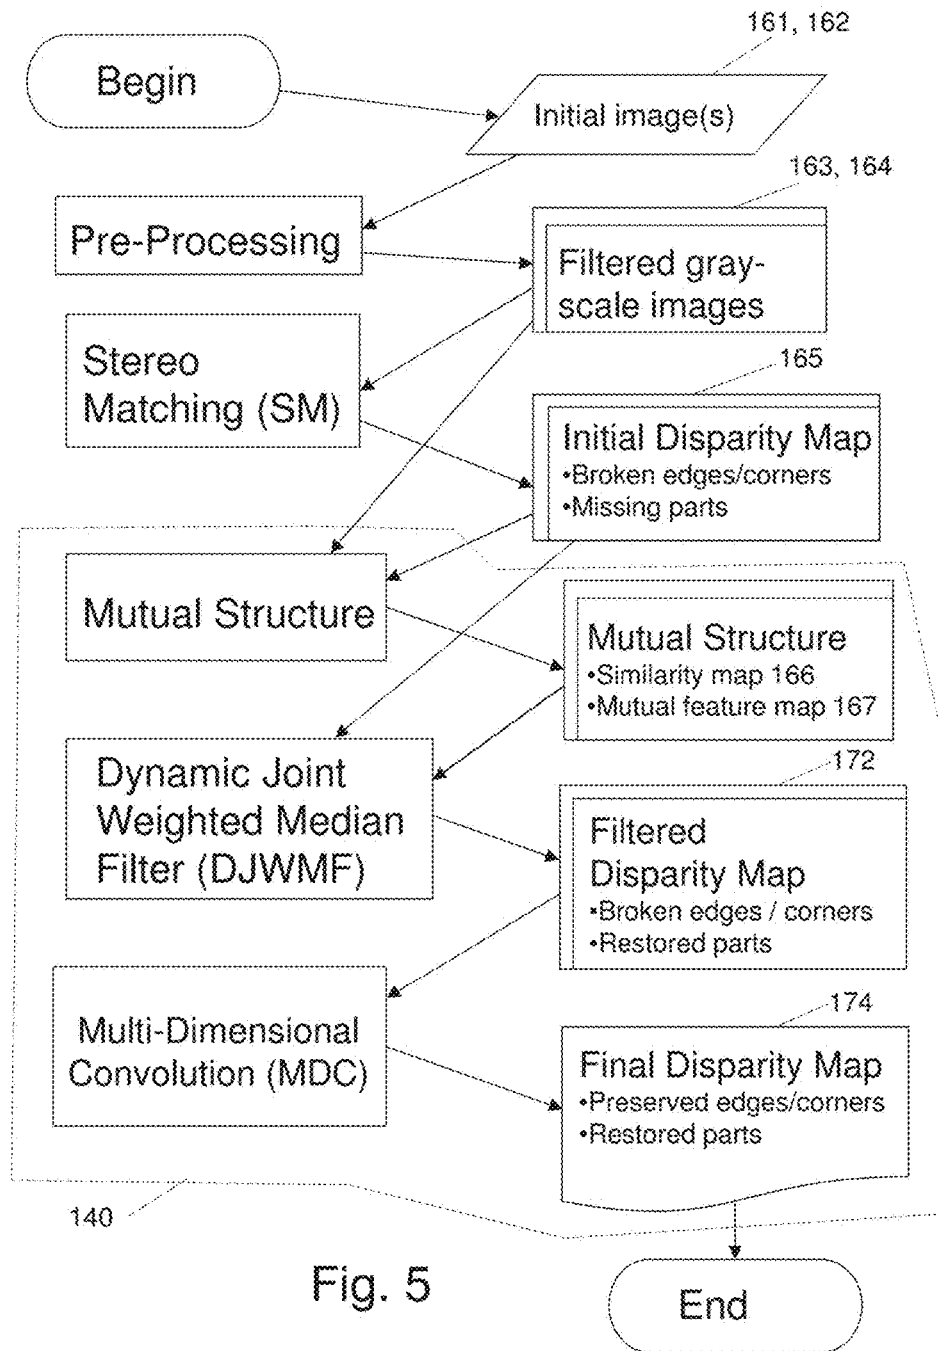 161, 162
Begin
Initial image(s)
163, 164
Pre-Processing
Filtered gray-
scale images
Stereo
Matching (SM)
165
Initial Disparity Map
•Broken edges/corners
•Missing parts
Mutual Structure
Mutual Structure
•Similarity map 166
•Mutual feature map 167
Dynamic Joint
Weighted Median
Filter (DJWMF)
172
Filtered
Disparity Map
•Broken edges / corners
•Restored parts
Multi-Dimensional
Convolution (MDC)
174
Final Disparity Map
•Preserved edges/corners
•Restored parts
140
Fig. 5
End